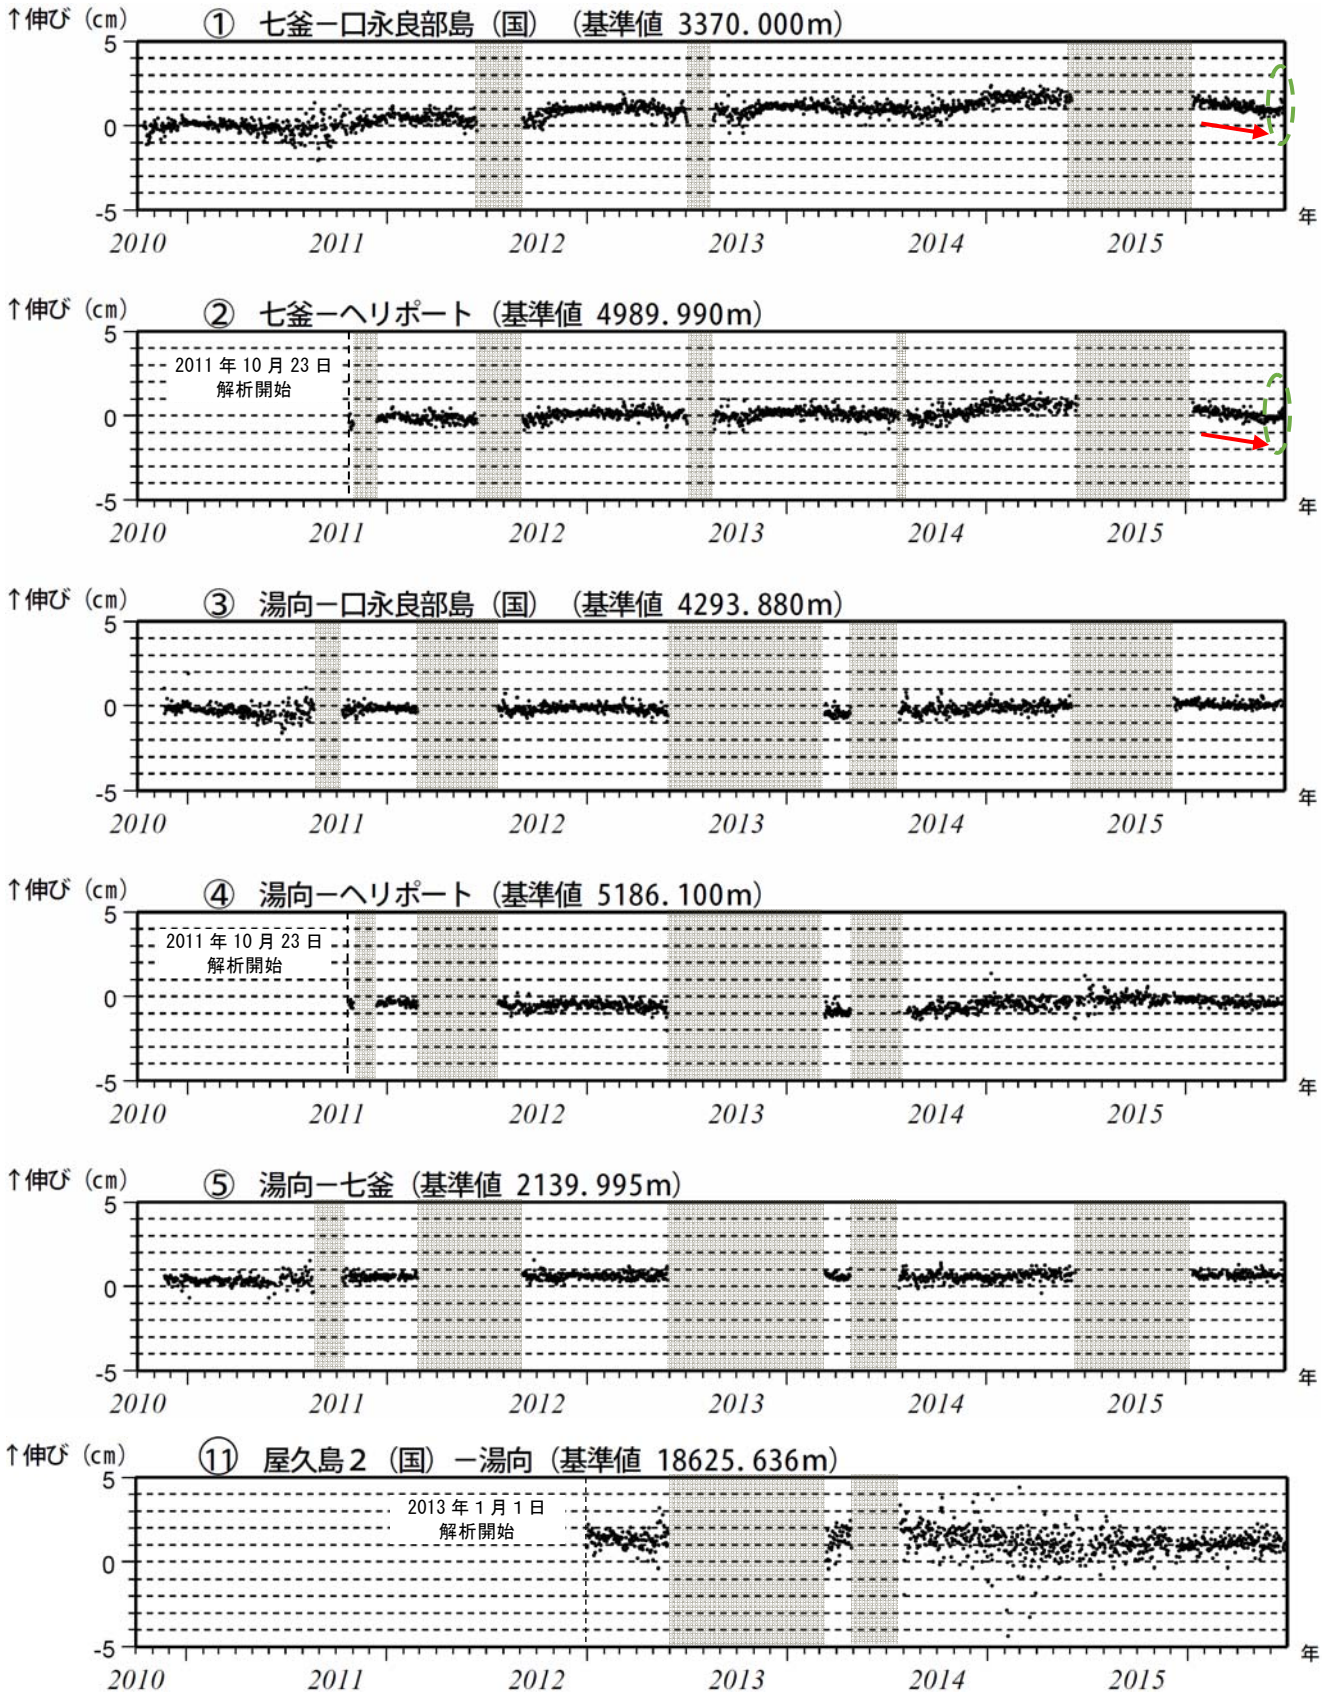 ↑伸び (cm) ① 七釜－口永良部島（国）（基準値 3370.000m）
5
0
-5
年
2010 2011 2012 2013 2014 2015
↑伸び (cm) ② 七釜－ヘリポート（基準値 4989.990m）
5
2011 年 10 月 23 日
解析開始
0
-5
年
2010 2011 2012 2013 2014 2015
↑伸び (cm) ③ 湯向－口永良部島（国）（基準値 4293.880m）
5
0
-5
年
2010 2011 2012 2013 2014 2015
↑伸び (cm) ④ 湯向－ヘリポート（基準値 5186.100m）
5
2011 年 10 月 23 日
解析開始
0
-5
年
2010 2011 2012 2013 2014 2015
↑伸び (cm) ⑤ 湯向－七釜（基準値 2139.995m）
5
0
-5
年
2010 2011 2012 2013 2014 2015
↑伸び (cm) ⑪ 屋久島２（国）－湯向（基準値 18625.636m）
5
2013 年 1 月 1 日
解析開始
0
-5
年
2010 2011 2012 2013 2014 2015